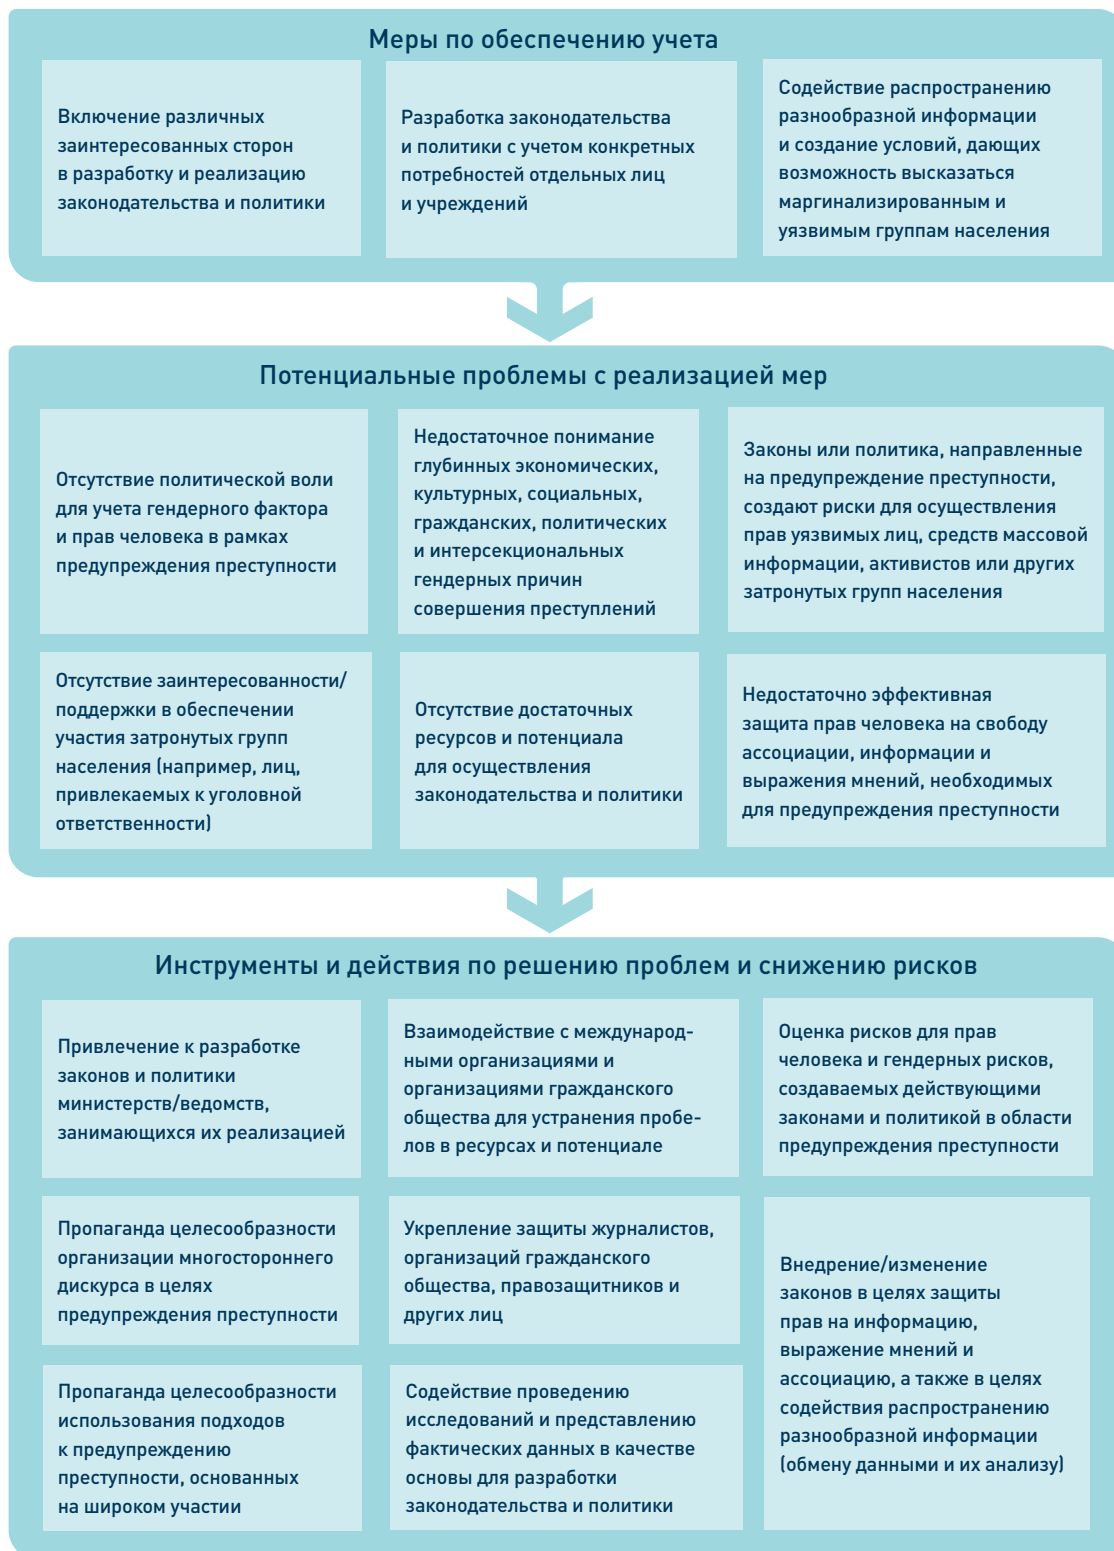 Меры по обеспечению учета
Включение различных
заинтересованных сторон
в разработку и реализацию
законодательства и политики
Разработка законодательства
и политики с учетом конкретных
потребностей отдельных лиц
и учреждений
Содействие распространению
разнообразной информации
и создание условий, дающих
возможность высказаться
маргинализированным и
уязвимым группам населения
Потенциальные проблемы с реализацией мер
Отсутствие политической воли
для учета гендерного фактора
и прав человека в рамках
предупреждения преступности
Недостаточное понимание
глубинных экономических,
культурных, социальных,
гражданских, политических
и интерсекциональных
гендерных причин
совершения преступлений
Законы или политика, направленные
на предупреждение преступности,
создают риски для осуществления
прав уязвимых лиц, средств массовой
информации, активистов или других
затронутых групп населения
Отсутствие заинтересованности/
поддержки в обеспечении
участия затронутых групп
населения (например, лиц,
привлекаемых к уголовной
ответственности)
Отсутствие достаточных
ресурсов и потенциала
для осуществления
законодательства и политики
Недостаточно эффективная
защита прав человека на свободу
ассоциации, информации и
выражения мнений, необходимых
для предупреждения преступности
Инструменты и действия по решению проблем и снижению рисков
Привлечение к разработке
законов и политики
министерств/ведомств,
занимающихся их реализацией
Взаимодействие с международ-
ными организациями и
организациями гражданского
общества для устранения пробе-
лов в ресурсах и потенциале
Оценка рисков для прав
человека и гендерных рисков,
создаваемых действующими
законами и политикой в области
предупреждения преступности
Пропаганда целесообразности
организации многостороннего
дискурса в целях
предупреждения преступности
Укрепление защиты журналистов,
организаций гражданского
общества, правозащитников и
других лиц
Внедрение/изменение
законов в целях защиты
прав на информацию,
выражение мнений и
ассоциацию, а также в целях
содействия распространению
разнообразной информации
(обмену данными и их анализу)
Пропаганда целесообразности
использования подходов
к предупреждению
преступности, основанных
на широком участии
Содействие проведению
исследований и представлению
фактических данных в качестве
основы для разработки
законодательства и политики